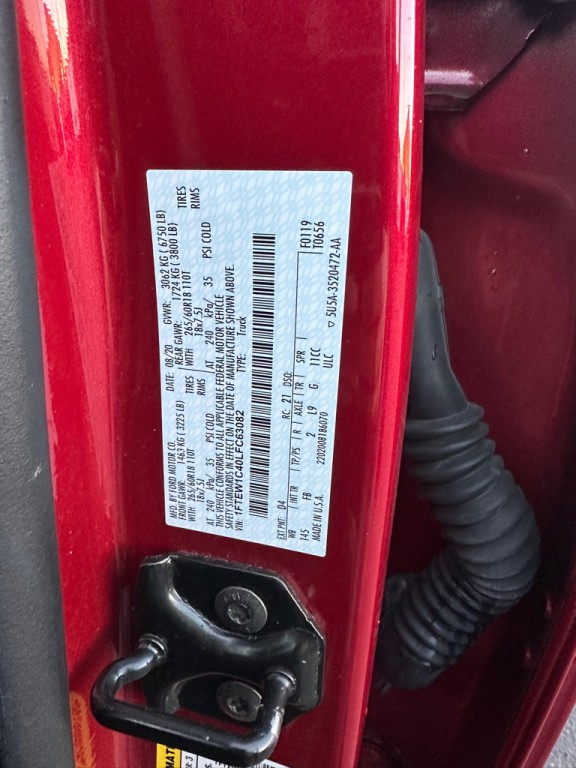 MFD. BY FORD MOTOR CO.
DATE: 08/20
GVWR: 3062 KG ( 6750 LB)
FRONT GAWR: 1463 KG ( 3225 LB)
REAR GAWR: 1724 KG ( 3800 LB)
265/60R18 110T TIRES WITH 265/60R18 110T TIRES
18x7.5J RIMS 18x7.5J RIMS
AT 240 kPa/ 35 PSI COLD AT 240 kPa/ 35 PSI COLD
THIS VEHICLE CONFORMS TO ALL APPLICABLE FEDERAL MOTOR VEHICLE
SAFETY STANDARDS IN EFFECT ON THE DATE OF MANUFACTURE SHOWN ABOVE.
VIN: 1FTEW1C40LFC63082 TYPE: Truck
F0119
T0656
EXT PNT: D4 RC: 21 DSO:
WB INT TR TP/PS R AXLE TR SPR
145 FB 2 L9 G 11CC
ULC
2202008186070
MADE IN U.S.A.
5U5A-3520472-AA